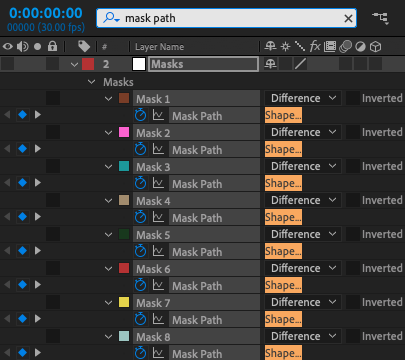 0:00:00:00
00000 (30.00 fps)
mask path
# Layer Name
2 Masks
Masks
Mask 1 Difference Inverted
Mask Path Shape...
Mask 2 Difference Inverted
Mask Path Shape...
Mask 3 Difference Inverted
Mask Path Shape...
Mask 4 Difference Inverted
Mask Path Shape...
Mask 5 Difference Inverted
Mask Path Shape...
Mask 6 Difference Inverted
Mask Path Shape...
Mask 7 Difference Inverted
Mask Path Shape...
Mask 8 Difference Inverted
Mask Path Shape...